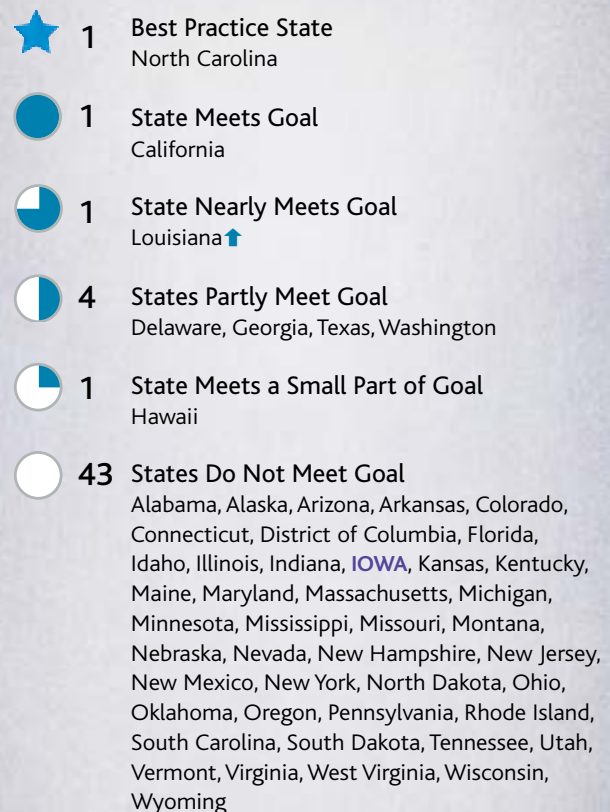 1 Best Practice State
North Carolina
1 State Meets Goal
California
1 State Nearly Meets Goal
Louisiana
4 States Partly Meet Goal
Delaware, Georgia, Texas, Washington
1 State Meets a Small Part of Goal
Hawaii
43 States Do Not Meet Goal
Alabama, Alaska, Arizona, Arkansas, Colorado,
Connecticut, District of Columbia, Florida,
Idaho, Illinois, Indiana, IOWA, Kansas, Kentucky,
Maine, Maryland, Massachusetts, Michigan,
Minnesota, Mississippi, Missouri, Montana,
Nebraska, Nevada, New Hampshire, New Jersey,
New Mexico, New York, North Dakota, Ohio,
Oklahoma, Oregon, Pennsylvania, Rhode Island,
South Carolina, South Dakota, Tennessee, Utah,
Vermont, Virginia, West Virginia, Wisconsin,
Wyoming